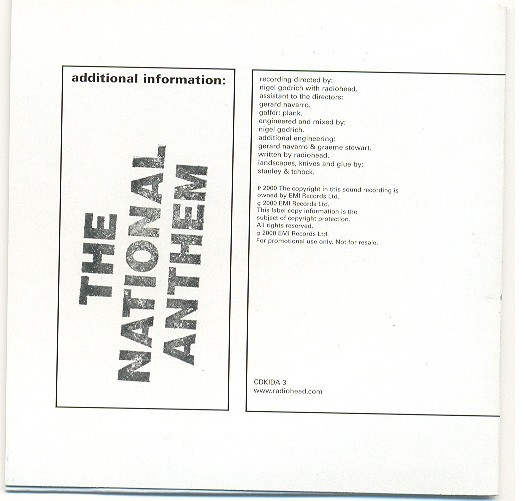 additional information:
THE
NATIONAL
ANTHEM
recording directed by:
nigel godrich with radiohead.
assistant to the directors:
gerard navarro.
gaffer: plank.
engineered and mixed by:
nigel godrich.
additional engineering:
gerard navarro & graeme stewart.
written by radiohead.
landscapes, knives and glue by:
stanley & tchock.
P 2000 The copyright in this sound recording is
owned by EMI Records Ltd.
c 2000 EMI Records Ltd.
This label copy information is the
subject of copyright protection.
All rights reserved.
c 2000 EMI Records Ltd.
For promotional use only. Not for resale.
CDKIDA 3
www.radiohead.com